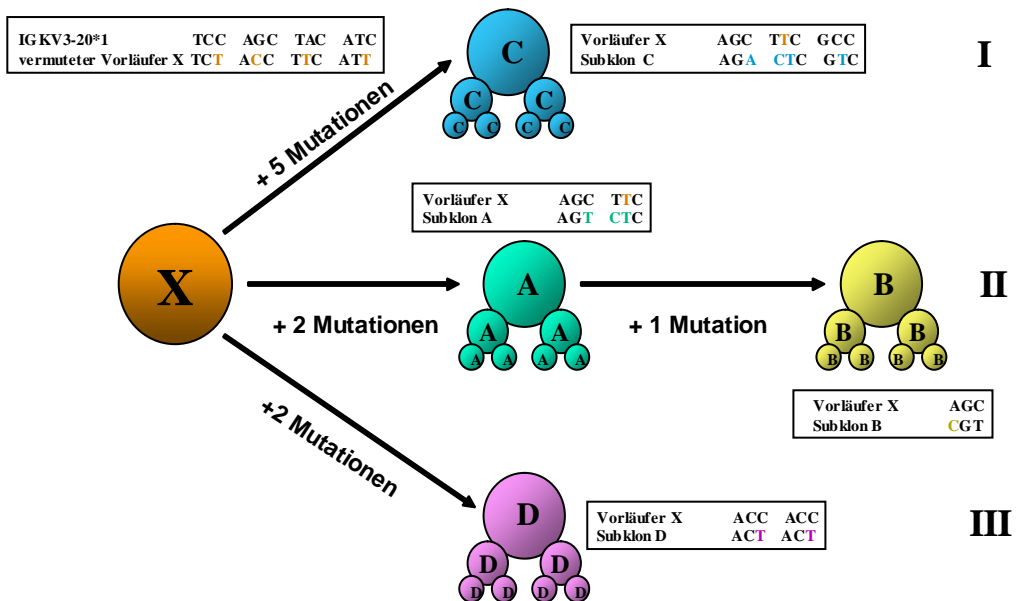 IGKV3-20*1 TCC AGC TAC ATC
vermuteter Vorläufer X TCT ACC TTC ATT
Vorläufer X AGC TTC GCC
Subklon C AGA CTC GTC
I
C
C C
C C C C
+ 5 Mutationen
Vorläufer X AGC TTC
Subklon A AGT CTC
X
A
A A
A A A A
B
B B
B B B B
II
+ 2 Mutationen
+ 1 Mutation
Vorläufer X AGC
Subklon B CGT
+2 Mutationen
D
D D
D D D D
Vorläufer X ACC ACC
Subklon D ACT ACT
III